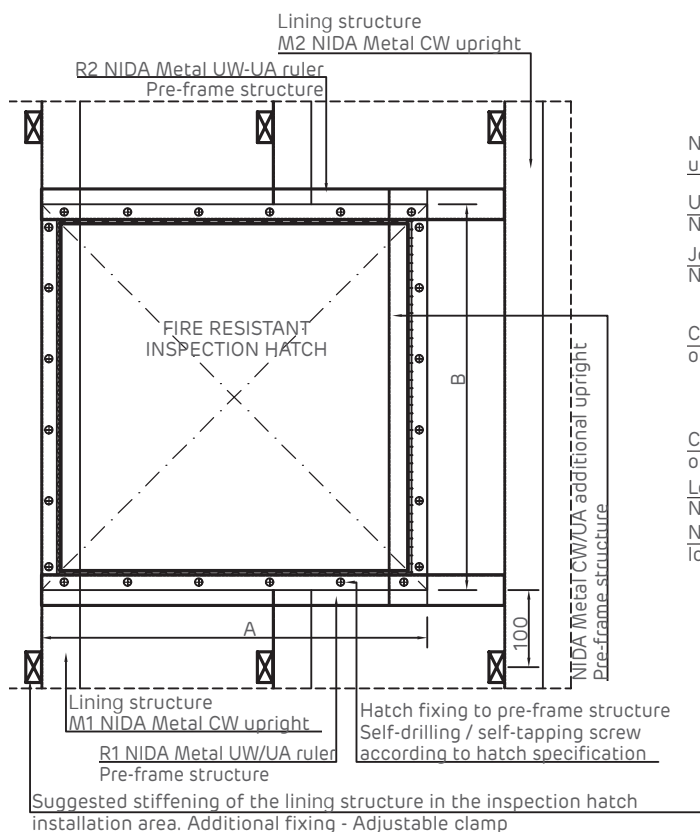 Lining structure
M2 NIDA Metal CW upright
R2 NIDA Metal UW-UA ruler
Pre-frame structure
FIRE RESISTANT
INSPECTION HATCH
B
A
100
NIDA Metal CW/UA additional upright
Pre-frame structure
Lining structure
M1 NIDA Metal CW upright
R1 NIDA Metal UW/UA ruler
Pre-frame structure
Hatch fixing to pre-frame structure
Self-drilling / self-tapping screw
according to hatch specification
Suggested stiffening of the lining structure in the inspection hatch
installation area. Additional fixing - Adjustable clamp